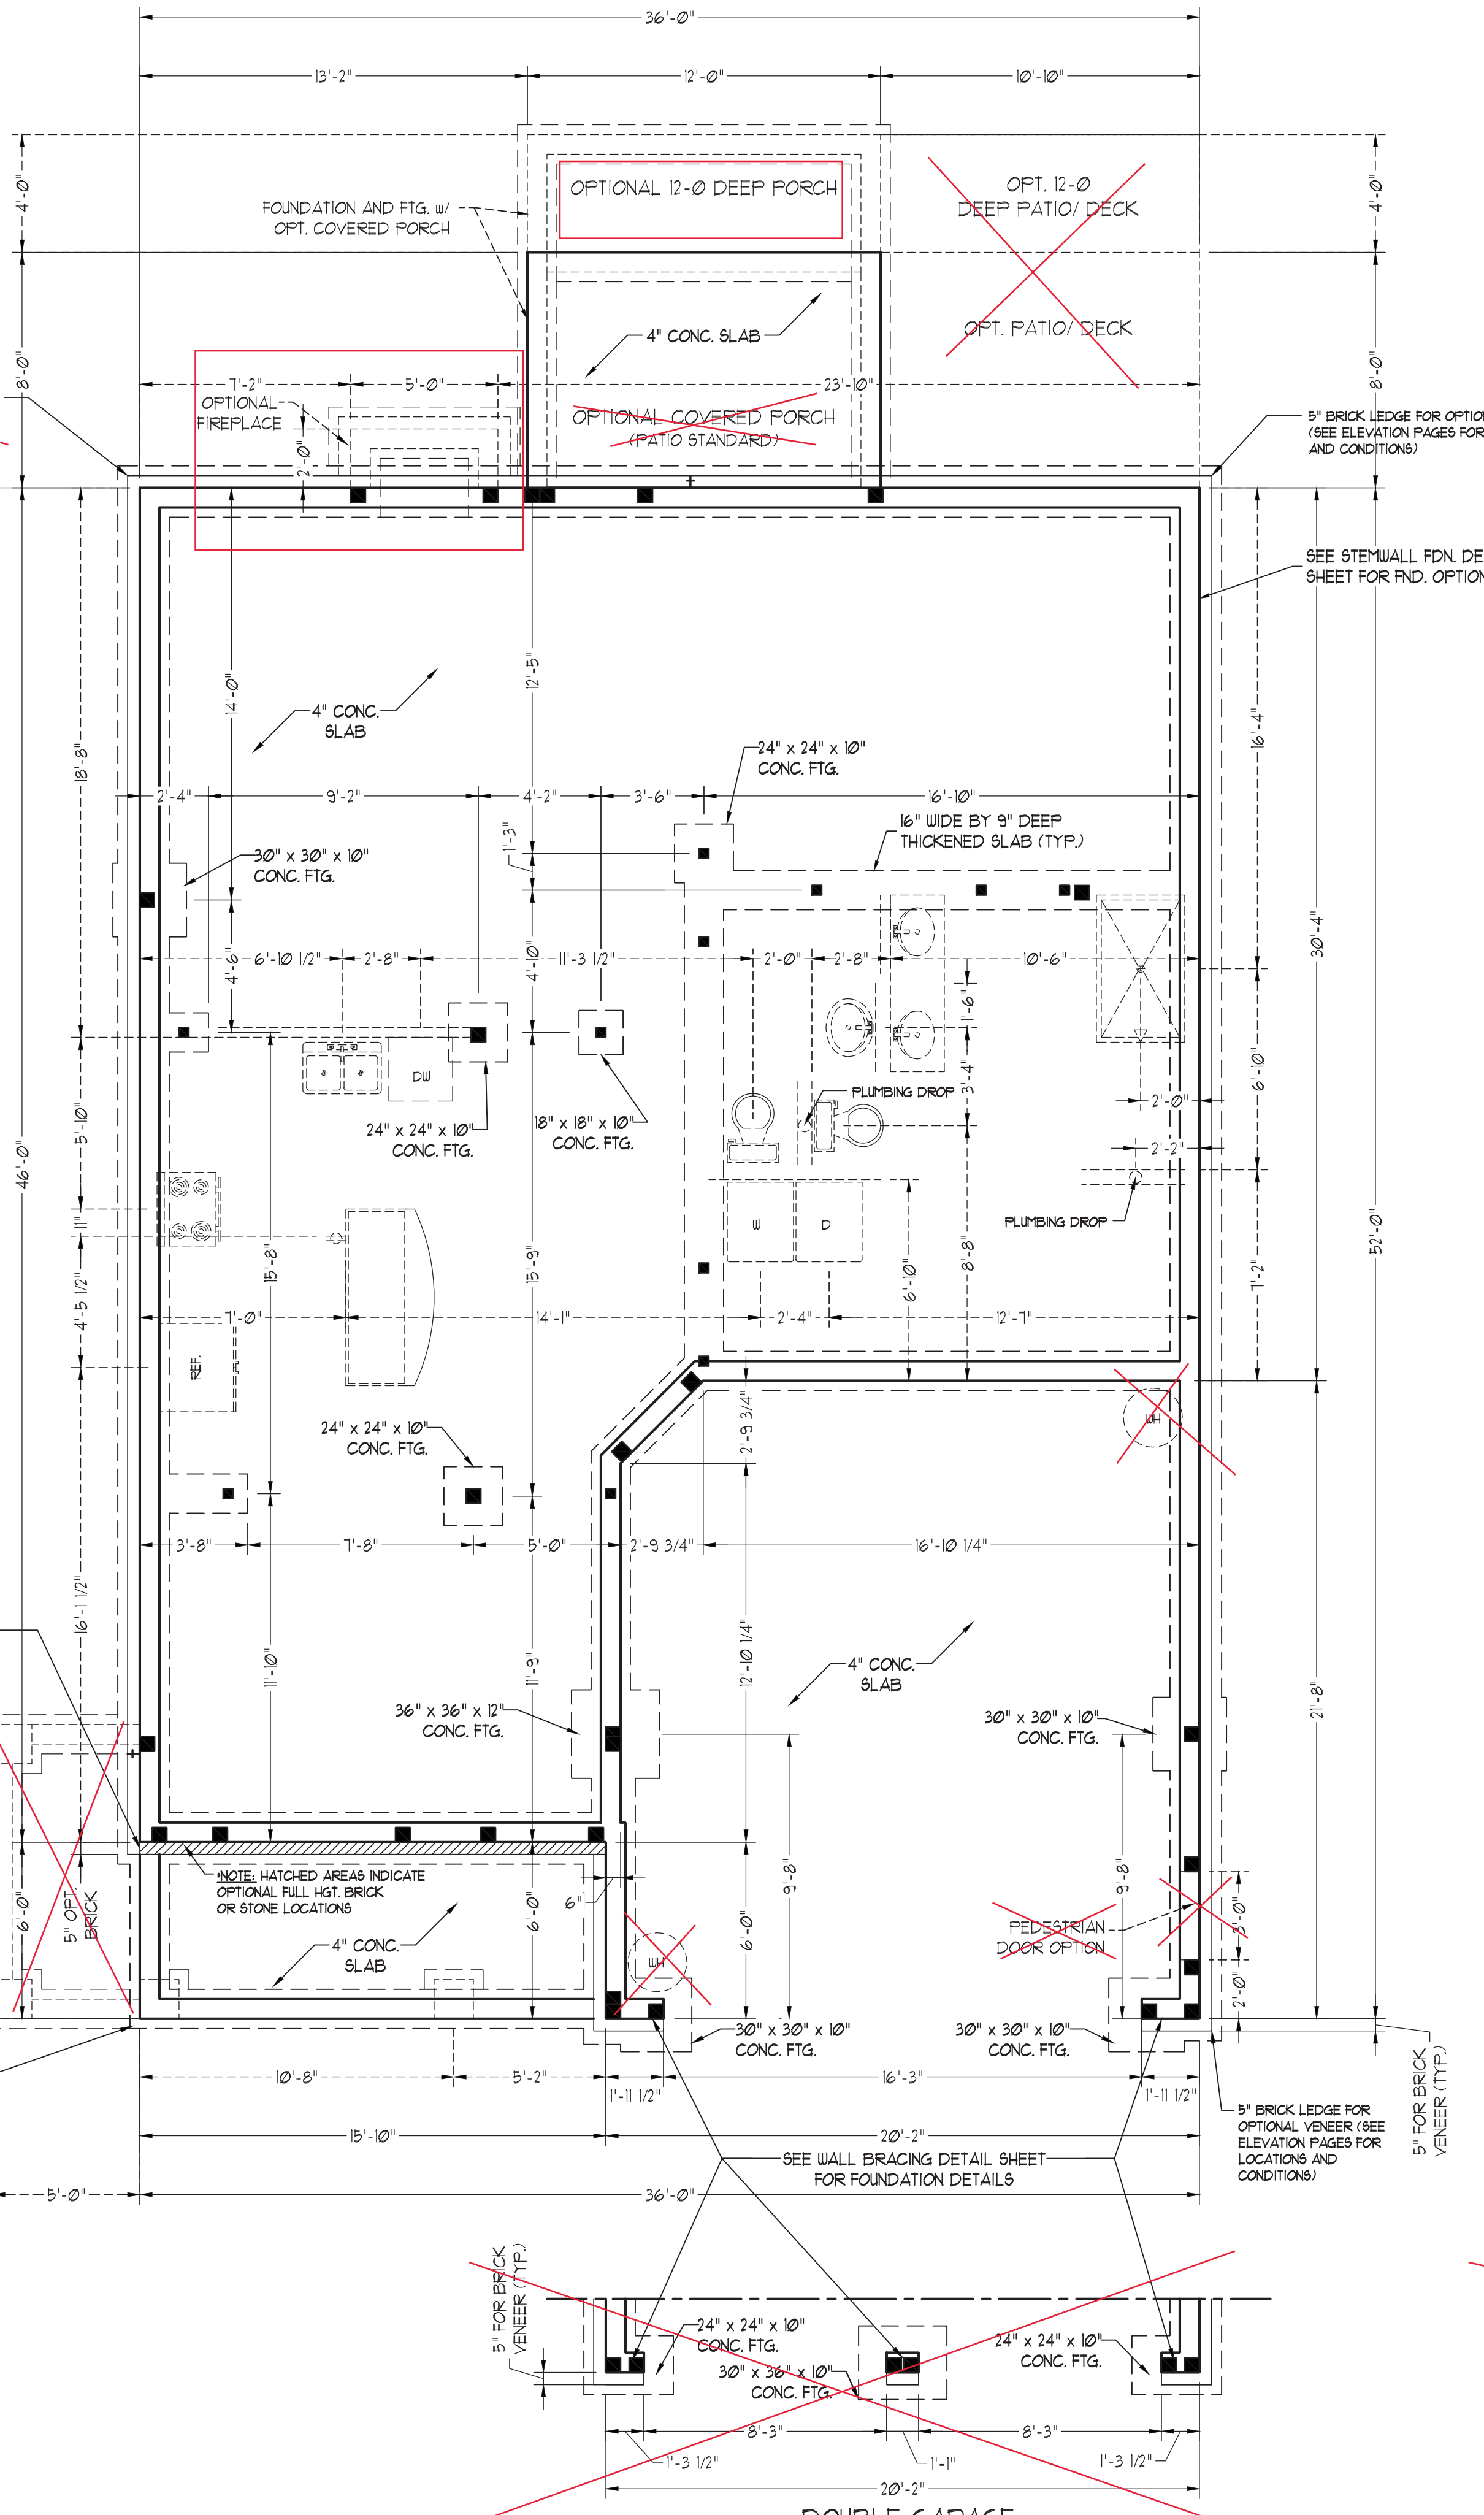 36'-0"
13'-2"
12'-0"
10'-10"
4'-0"
OPTIONAL 12-0 DEEP PORCH
OPT. 12-0
DEEP PATIO/ DECK
4'-0"
FOUNDATION AND FTG. W/
OPT. COVERED PORCH
8'-0"
4" CONC. SLAB
OPT. PATIO/ DECK
8'-0"
7'-2"
5'-0"
23'-10"
OPTIONAL
FIREPLACE
2'-0"
OPTIONAL COVERED PORCH
(PATIO STANDARD)
5" BRICK LEDGE FOR OPTIO
(SEE ELEVATION PAGES FOR
AND CONDITIONS)
SEE STEMWALL FDN. DE
SHEET FOR FND. OPTION
14'-0"
12'-5"
4" CONC.
SLAB
18'-8"
16'-4"
24" x 24" x 10"
CONC. FTG.
2'-4"
9'-2"
4'-2"
3'-6"
16'-10"
1'-3"
16" WIDE BY 9" DEEP
THICKENED SLAB (TYP.)
30" x 30" x 10"
CONC. FTG.
30'-4"
4'-6"
6'-10 1/2"
2'-8"
4'-10"
11'-3 1/2"
2'-0"
2'-8"
10'-6"
1'-6"
DW
3'-4"
PLUMBING DROP
6'-10"
2'-0"
24" x 24" x 10"
CONC. FTG.
18" x 18" x 10"
CONC. FTG.
5'-10"
2'-2"
46'-0"
11"
W
D
PLUMBING DROP
52'-0"
15'-8"
15'-9"
6'-10"
8'-8"
7'-2"
4'-5 1/2"
7'-0"
14'-1"
2'-4"
12'-7"
REF.
2'-9 3/4"
WH
24" x 24" x 10"
CONC. FTG.
3'-8"
7'-8"
5'-0"
2'-9 3/4"
16'-10 1/4"
16'-1 1/2"
11'-10"
11'-9"
12'-10 1/4"
4" CONC.
SLAB
21'-8"
36" x 36" x 12"
CONC. FTG.
30" x 30" x 10"
CONC. FTG.
*NOTE: HATCHED AREAS INDICATE
OPTIONAL FULL HGT. BRICK
OR STONE LOCATIONS
6'-0"
5" OPT.
BRICK
6'-0"
6"
6'-0"
9'-8"
9'-8"
3'-0"
PEDESTRIAN
DOOR OPTION
4" CONC.
SLAB
WH
2'-0"
30" x 30" x 10"
CONC. FTG.
30" x 30" x 10"
CONC. FTG.
10'-8"
5'-2"
1'-11 1/2"
16'-3"
1'-11 1/2"
5" FOR BRICK
VENEER (TYP.)
15'-10"
20'-2"
5" BRICK LEDGE FOR
OPTIONAL VENEER (SEE
ELEVATION PAGES FOR
LOCATIONS AND
CONDITIONS)
SEE WALL BRACING DETAIL SHEET
FOR FOUNDATION DETAILS
5'-0"
36'-0"
5" FOR BRICK
VENEER (TYP.)
24" x 24" x 10"
CONC. FTG.
30" x 36" x 10"
CONC. FTG.
24" x 24" x 10"
CONC. FTG.
8'-3"
8'-3"
1'-3 1/2"
1'-1"
1'-3 1/2"
20'-2"
DOUBLE GARAGE